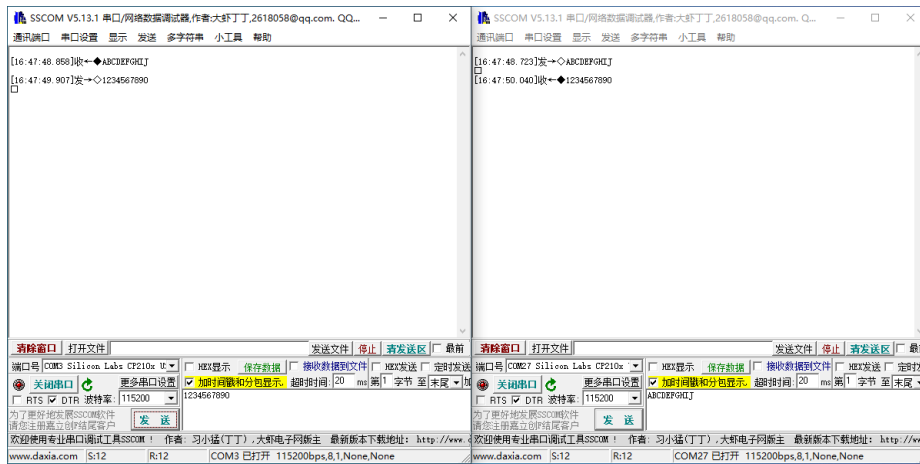 SSCOM V5.13.1 串口/网络数据调试器,作者:大虾丁丁,2618058@qq.com. QQ...
通讯端口 串口设置 显示 发送 多字符串 小工具 帮助
[16:47:48.858]收←◆ABCDEFGHIJ
[16:47:49.907]发→◇1234567890
□
清除窗口 打开文件 发送文件 停止 清发送区 最前
端口号 COM3 Silicon Labs CP210x U HEX显示 保存数据 接收数据到文件 HEX发送 定时发送
关闭串口 更多串口设置 加时间戳和分包显示. 超时时间: 20 ms 第1 字节 至 末尾 加
RTS DTR 波特率: 115200 1234567890
为了更好地发展SSCOM软件
请您注册嘉立创F结尾客户
发 送
欢迎使用专业串口调试工具SSCOM ! 作者: 习小猛(丁丁) ,大虾电子网版主 最新版本下载地址: http://www.
www.daxia.com S:12 R:12 COM3 已打开 115200bps,8,1,None,None
SSCOM V5.13.1 串口/网络数据调试器,作者:大虾丁丁,2618058@qq.com. Q...
通讯端口 串口设置 显示 发送 多字符串 小工具 帮助
[16:47:48.723]发→◇ABCDEFGHIJ
□
[16:47:50.040]收←◆1234567890
清除窗口 打开文件 发送文件 停止 清发送区
端口号 COM27 Silicon Labs CP210x HEX显示 保存数据 接收数据到文件 HEX发送 定时发
关闭串口 更多串口设置 加时间戳和分包显示. 超时时间: 20 ms 第1 字节 至 末尾
RTS DTR 波特率: 115200 ABCDEFGHIJ
为了更好地发展SSCOM软件
请您注册嘉立创F结尾客户
发 送
欢迎使用专业串口调试工具SSCOM ! 作者: 习小猛(丁丁) ,大虾电子网版主 最新版本下载地址: http://ww
www.daxia.com S:12 R:12 COM27 已打开 115200bps,8,1,None,None